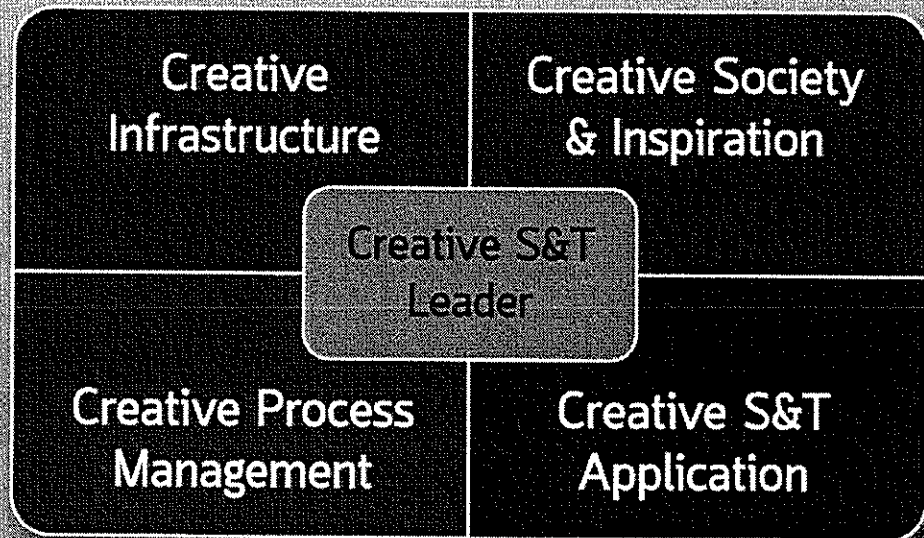 Creative
Infrastructure
Creative Society
& Inspiration
Creative S&T
Leader
Creative Process
Management
Creative S&T
Application